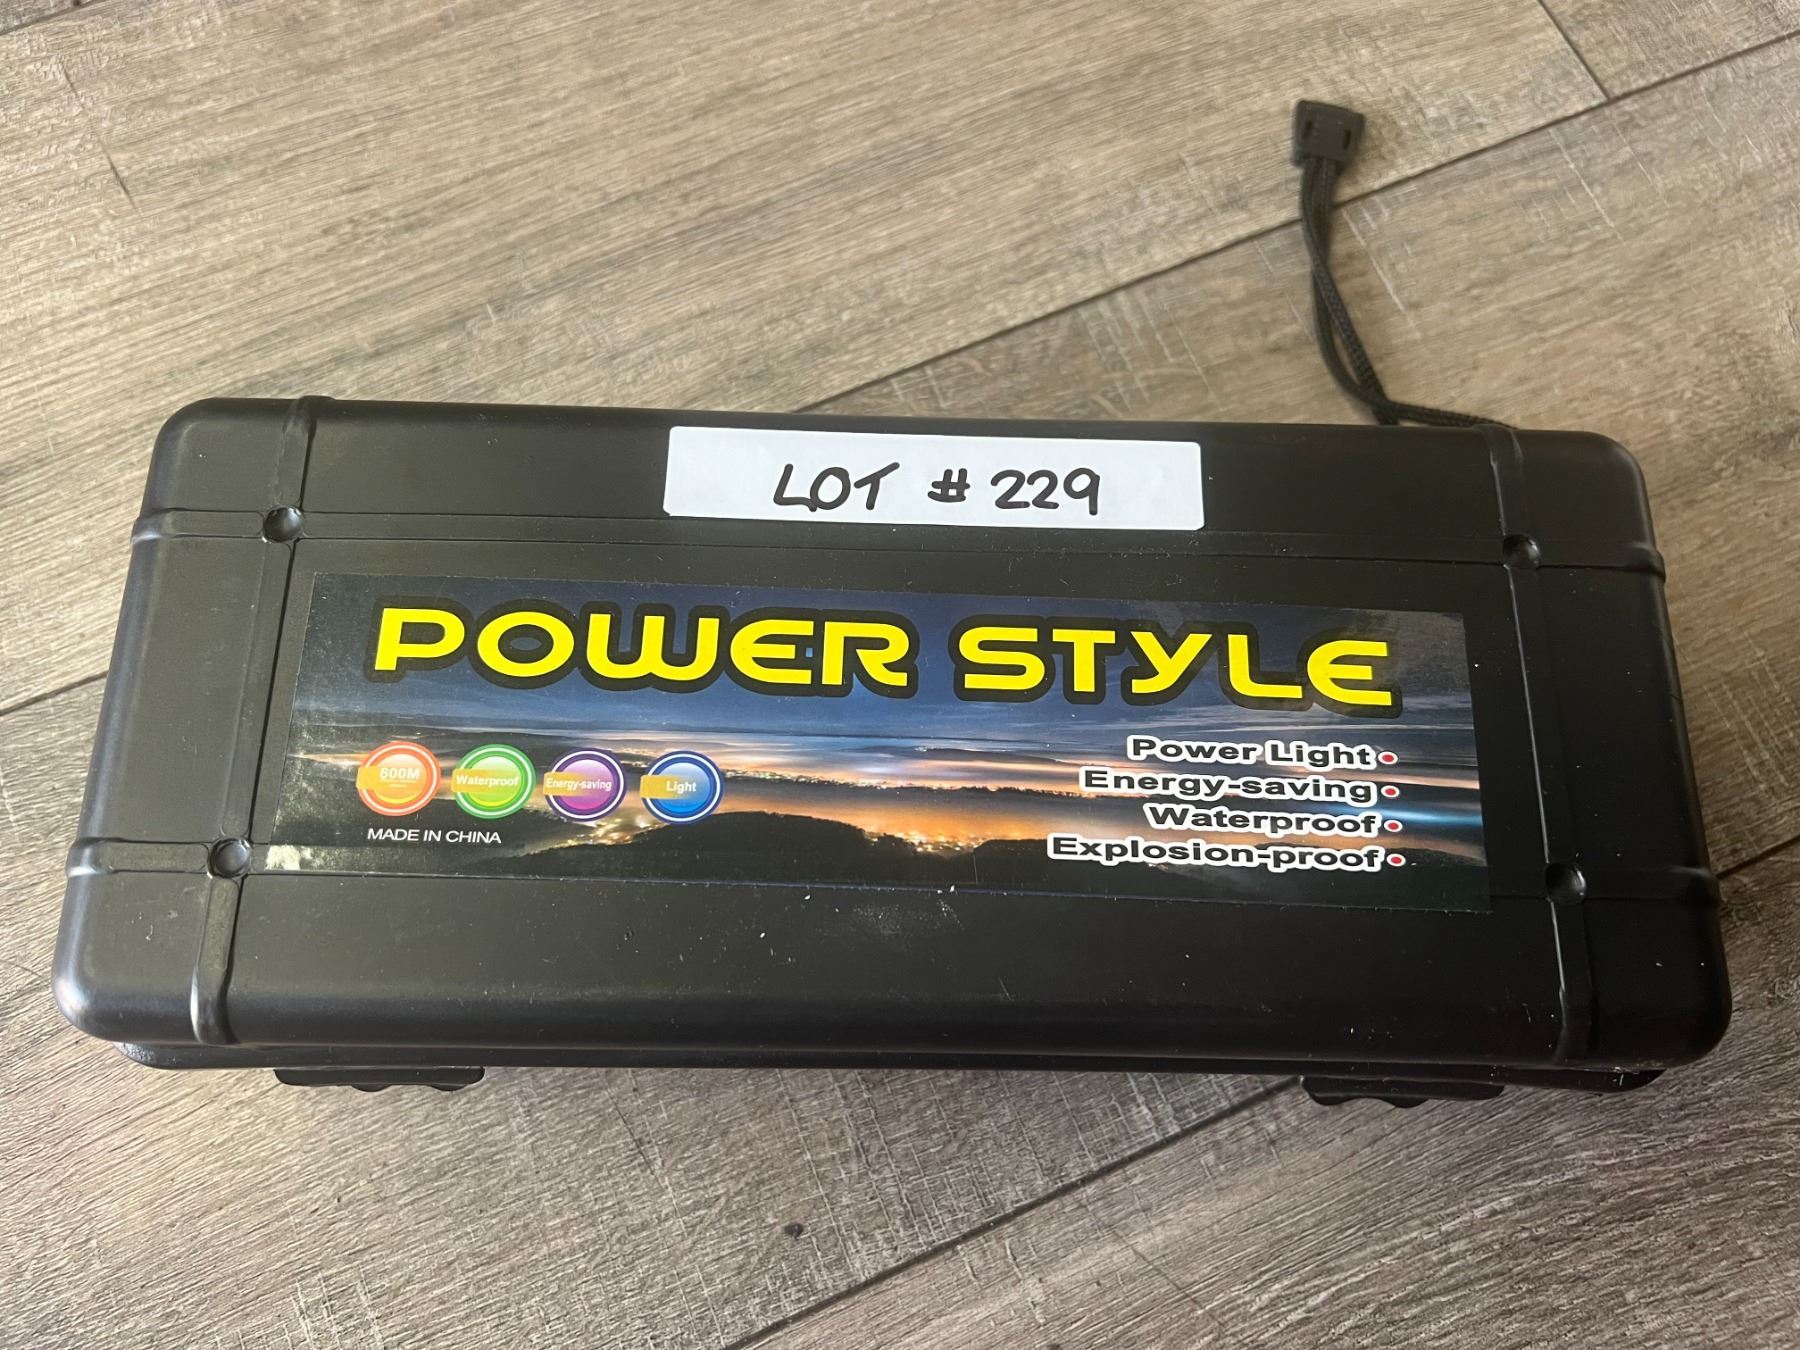 LOT #229
POWER STYLE
800M
Waterproof
Energy-saving
Light
MADE IN CHINA
Power Light
Energy-saving
Waterproof
Explosion-proof